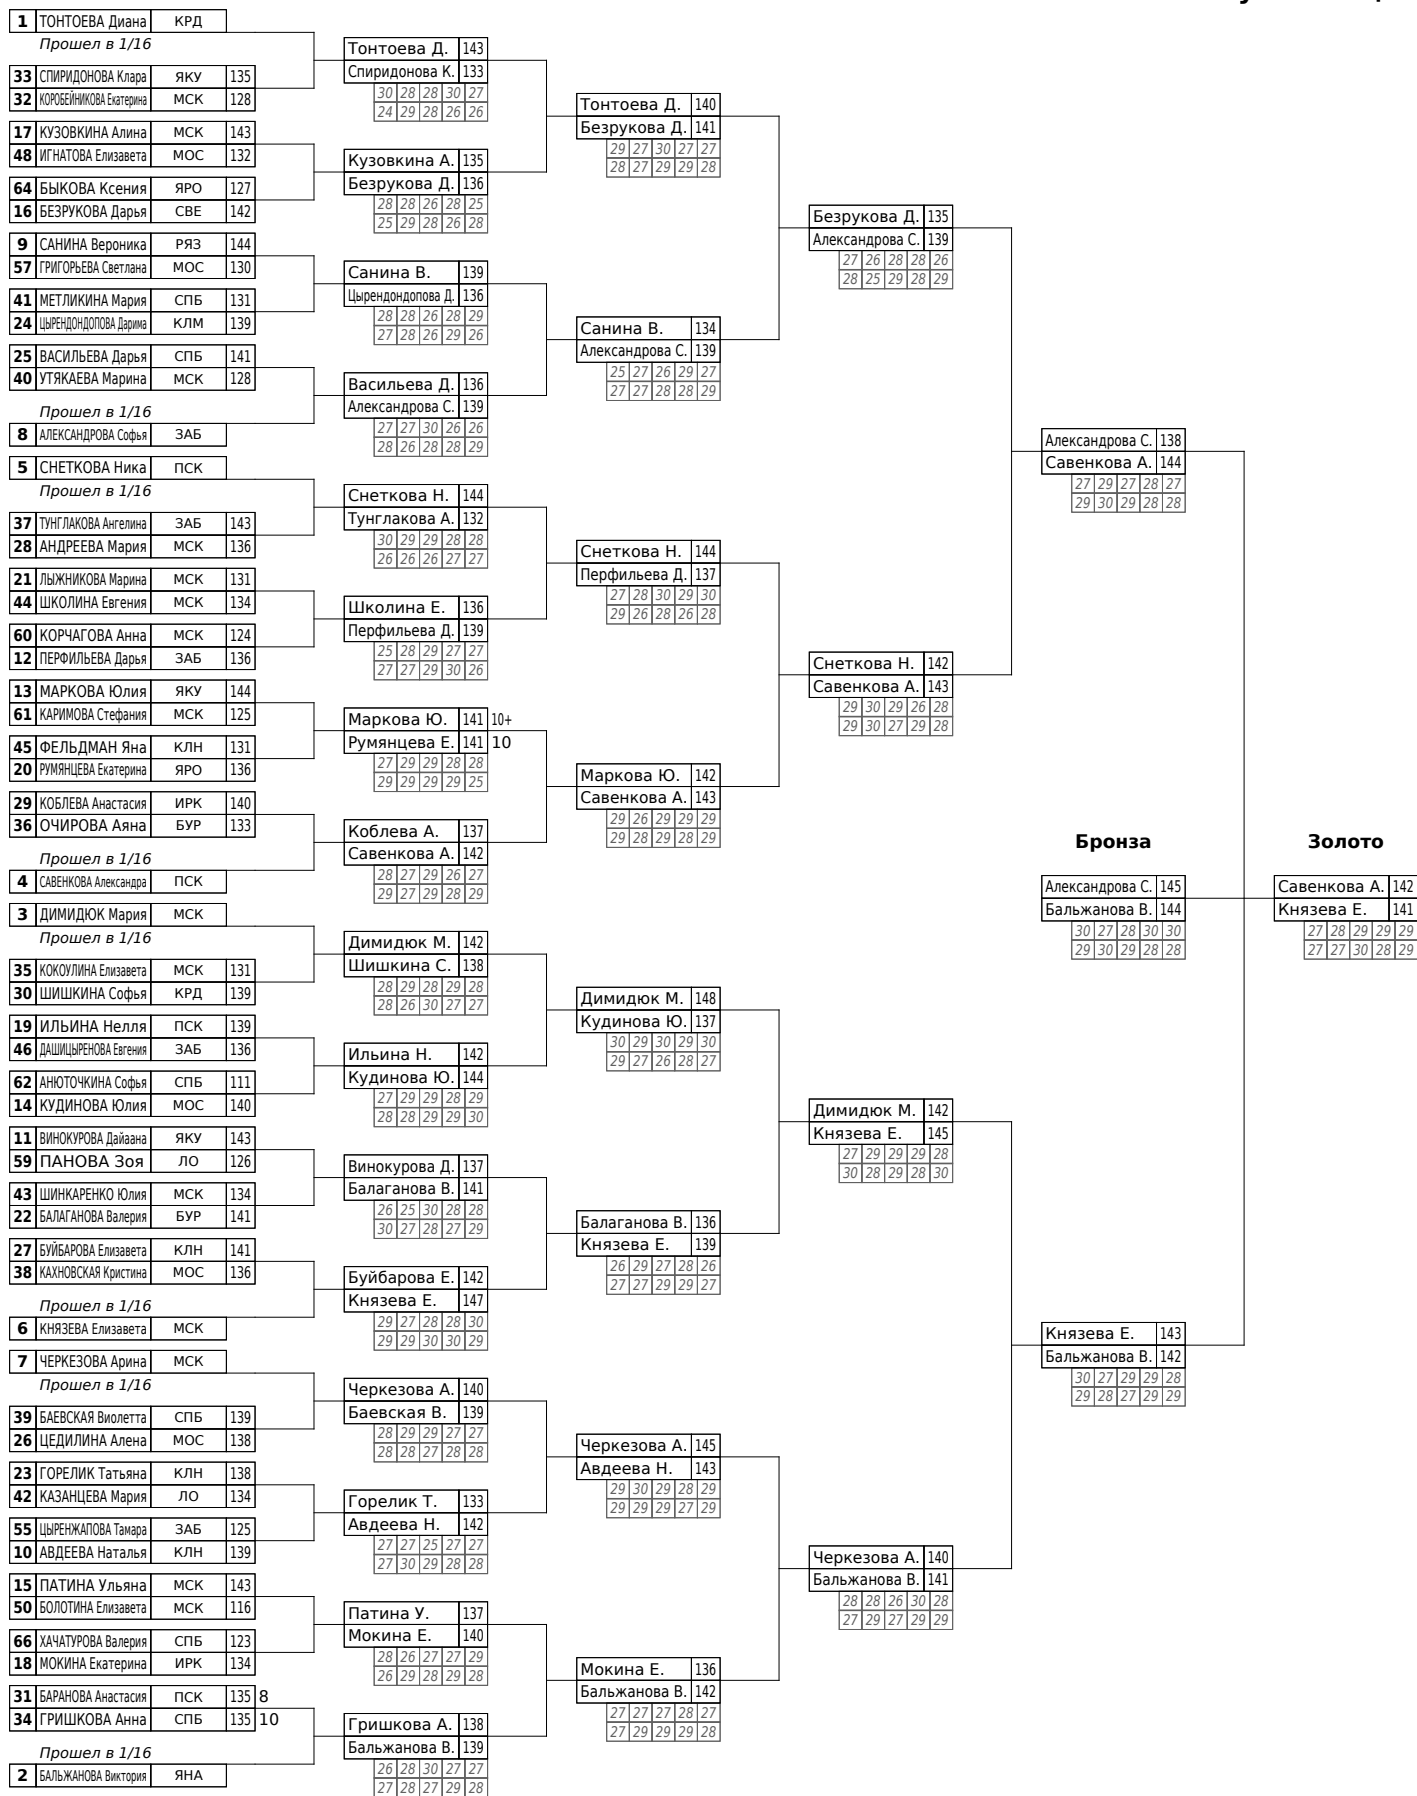 1 ТОНТОЕВА Диана КРД
Прошел в 1/16
33 СПИРИДОНОВА Клара ЯКУ 135
32 КОРОБЕЙНИКОВА Екатерина МСК 128
17 КУЗОВКИНА Алина МСК 143
48 ИГНАТОВА Елизавета МОС 132
64 БЫКОВА Ксения ЯРО 127
16 БЕЗРУКОВА Дарья СВЕ 142
9 САНИНА Вероника РЯЗ 144
57 ГРИГОРЬЕВА Светлана МОС 130
41 МЕТЛИКИНА Мария СПБ 131
24 ЦЫРЕНДОНДОПОВА Дарима КЛМ 139
25 ВАСИЛЬЕВА Дарья СПБ 141
40 УТЯКАЕВА Марина МСК 128
Прошел в 1/16
8 АЛЕКСАНДРОВА Софья ЗАБ
5 СНЕТКОВА Ника ПСК
Прошел в 1/16
37 ТУНГЛАКОВА Ангелина ЗАБ 143
28 АНДРЕЕВА Мария МСК 136
21 ЛЫЖНИКОВА Марина МСК 131
44 ШКОЛИНА Евгения МСК 134
60 КОРЧАГОВА Анна МСК 124
12 ПЕРФИЛЬЕВА Дарья ЗАБ 136
13 МАРКОВА Юлия ЯКУ 144
61 КАРИМОВА Стефания МСК 125
45 ФЕЛЬДМАН Яна КЛН 131
20 РУМЯНЦЕВА Екатерина ЯРО 136
29 КОБЛЕВА Анастасия ИРК 140
36 ОЧИРОВА Аяна БУР 133
Прошел в 1/16
4 САВЕНКОВА Александра ПСК
3 ДИМИДЮК Мария МСК
Прошел в 1/16
35 КОКОУЛИНА Елизавета МСК 131
30 ШИШКИНА Софья КРД 139
19 ИЛЬИНА Нелля ПСК 139
46 ДАШИЦЫРЕНОВА Евгения ЗАБ 136
62 АНЮТОЧКИНА Софья СПБ 111
14 КУДИНОВА Юлия МОС 140
11 ВИНОКУРОВА Дайаана ЯКУ 143
59 ПАНОВА Зоя ЛО 126
43 ШИНКАРЕНКО Юлия МСК 134
22 БАЛАГАНОВА Валерия БУР 141
27 БУЙБАРОВА Елизавета КЛН 141
38 КАХНОВСКАЯ Кристина МОС 136
Прошел в 1/16
6 КНЯЗЕВА Елизавета МСК
7 ЧЕРКЕЗОВА Арина МСК
Прошел в 1/16
39 БАЕВСКАЯ Виолетта СПБ 139
26 ЦЕДИЛИНА Алена МОС 138
23 ГОРЕЛИК Татьяна КЛН 138
42 КАЗАНЦЕВА Мария ЛО 134
55 ЦЫРЕНЖАПОВА Тамара ЗАБ 125
10 АВДЕЕВА Наталья КЛН 139
15 ПАТИНА Ульяна МСК 143
50 БОЛОТИНА Елизавета МСК 116
66 ХАЧАТУРОВА Валерия СПБ 123
18 МОКИНА Екатерина ИРК 134
31 БАРАНОВА Анастасия ПСК 135 8
34 ГРИШКОВА Анна СПБ 135 10
Прошел в 1/16
2 БАЛЬЖАНОВА Виктория ЯНА
Тонтоева Д. 143
Спиридонова К. 133
30 28 28 30 27
24 29 28 26 26
Кузовкина А. 135
Безрукова Д. 136
28 28 26 28 25
25 29 28 26 28
Санина В. 139
Цырендондопова Д. 136
28 28 26 28 29
27 28 26 29 26
Васильева Д. 136
Александрова С. 139
27 27 30 26 26
28 26 28 28 29
Снеткова Н. 144
Тунглакова А. 132
30 29 29 28 28
26 26 26 27 27
Школина Е. 136
Перфильева Д. 139
25 28 29 27 27
27 27 29 30 26
Маркова Ю. 141 10+
Румянцева Е. 141 10
27 29 29 28 28
29 29 29 29 25
Коблева А. 137
Савенкова А. 142
28 27 29 26 27
29 27 29 28 29
Димидюк М. 142
Шишкина С. 138
28 29 28 29 28
28 26 30 27 27
Ильина Н. 142
Кудинова Ю. 144
27 29 29 28 29
28 28 29 29 30
Винокурова Д. 137
Балаганова В. 141
26 25 30 28 28
30 27 28 27 29
Буйбарова Е. 142
Князева Е. 147
29 27 28 28 30
29 29 30 30 29
Черкезова А. 140
Баевская В. 139
28 29 29 27 27
28 28 27 28 28
Горелик Т. 133
Авдеева Н. 142
27 27 25 27 27
27 30 29 28 28
Патина У. 137
Мокина Е. 140
28 26 27 27 29
26 29 28 29 28
Гришкова А. 138
Бальжанова В. 139
26 28 30 27 27
27 28 27 29 28
Тонтоева Д. 140
Безрукова Д. 141
29 27 30 27 27
28 27 29 29 28
Санина В. 134
Александрова С. 139
25 27 26 29 27
27 27 28 28 29
Снеткова Н. 144
Перфильева Д. 137
27 28 30 29 30
29 26 28 26 28
Маркова Ю. 142
Савенкова А. 143
29 26 29 29 29
29 28 29 28 29
Димидюк М. 148
Кудинова Ю. 137
30 29 30 29 30
29 27 26 28 27
Балаганова В. 136
Князева Е. 139
26 29 27 28 26
27 27 29 29 27
Черкезова А. 145
Авдеева Н. 143
29 30 29 28 29
29 29 29 27 29
Мокина Е. 136
Бальжанова В. 142
27 27 27 28 27
27 29 29 29 28
Безрукова Д. 135
Александрова С. 139
27 26 28 28 26
28 25 29 28 29
Снеткова Н. 142
Савенкова А. 143
29 30 29 26 28
29 30 27 29 28
Димидюк М. 142
Князева Е. 145
27 29 29 29 28
30 28 29 28 30
Черкезова А. 140
Бальжанова В. 141
28 28 26 30 28
27 29 27 29 29
Александрова С. 138
Савенкова А. 144
27 29 27 28 27
29 30 29 28 28
Бронза
Александрова С. 145
Бальжанова В. 144
30 27 28 30 30
29 30 29 28 28
Князева Е. 143
Бальжанова В. 142
30 27 29 29 28
29 28 27 29 29
Золото
Савенкова А. 142
Князева Е. 141
27 28 29 29 29
27 27 30 28 29